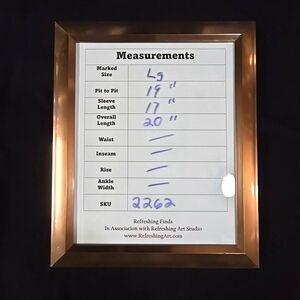 Measurements
Marked Size Lg
Pit to Pit 19"
Sleeve Length 17"
Overall Length 20"
Waist —
Inseam —
Rise —
Ankle Width —
SKU 2262
Refreshing Finds
In Association with Refreshing Art Studio
www.RefreshingArt.com